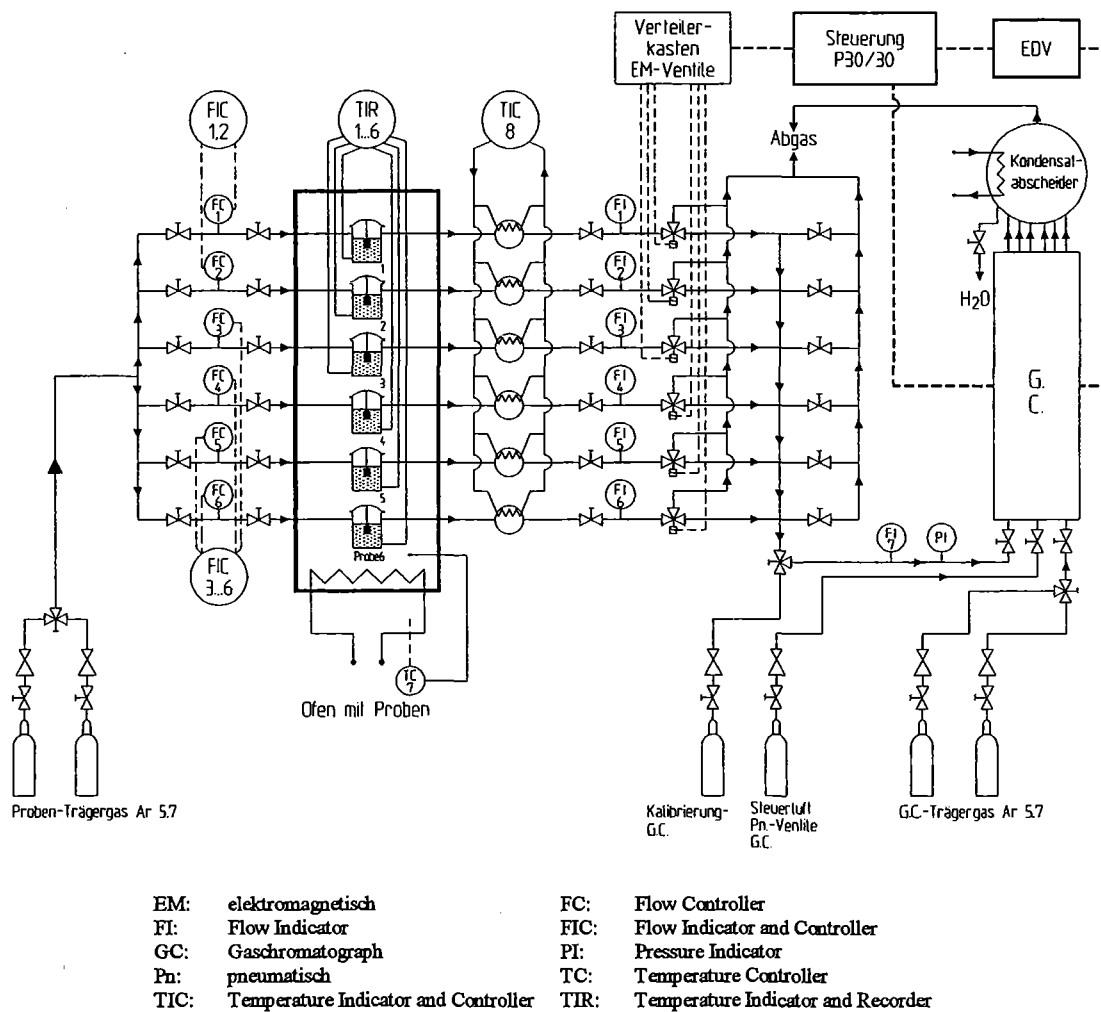 Verteiler-
kasten
EM-Ventile
Steuerung
P30/30
EDV
FIC
1,2
TIR
1...6
TIC
8
Abgas
Kondensat-
abscheider
FC
1
FI
1
FC
2
1
FI
2
H2O
FC
3
2
FI
3
FC
4
3
FI
4
G.
C.
FC
5
4
FI
5
FC
6
5
FI
6
Probe6
FIC
3...6
FI
7
PI
TC
7
Ofen mit Proben
Proben-Trägergas Ar 5.7
Kalibrierung-
G.C.
Steuerluft
Pn.-Ventile
G.C.
G.C.-Trägergas Ar 5.7
EM: elektromagnetisch FC: Flow Controller
FI: Flow Indicator FIC: Flow Indicator and Controller
GC: Gaschromatograph PI: Pressure Indicator
Pn: pneumatisch TC: Temperature Controller
TIC: Temperature Indicator and Controller TIR: Temperature Indicator and Recorder